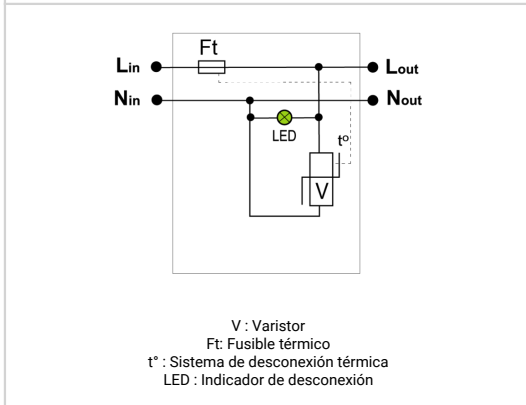 Ft
Lin Lout
Nin Nout
LED
t°
V
V : Varistor
Ft: Fusible térmico
t° : Sistema de desconexión térmica
LED : Indicador de desconexión